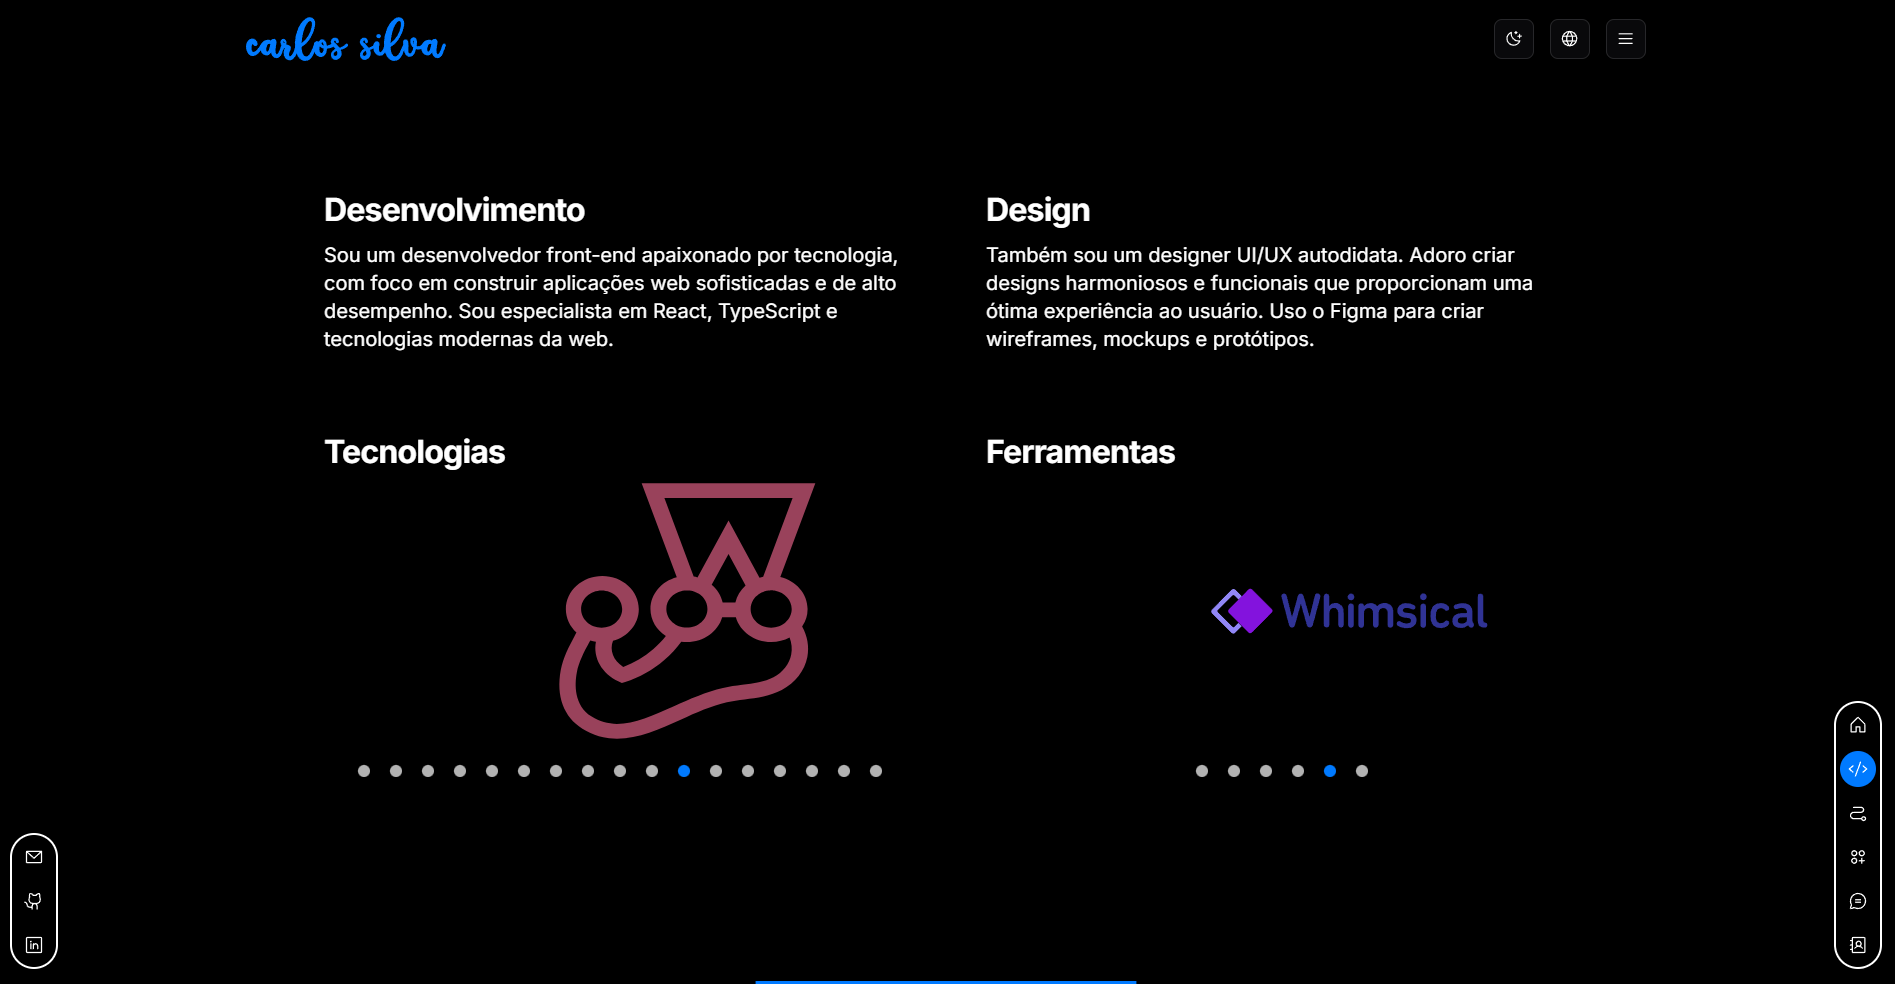 carlos silva
Desenvolvimento
Sou um desenvolvedor front-end apaixonado por tecnologia,
com foco em construir aplicações web sofisticadas e de alto
desempenho. Sou especialista em React, TypeScript e
tecnologias modernas da web.
Design
Também sou um designer UI/UX autodidata. Adoro criar
designs harmoniosos e funcionais que proporcionam uma
ótima experiência ao usuário. Uso o Figma para criar
wireframes, mockups e protótipos.
Tecnologias
Ferramentas
Whimsical
in